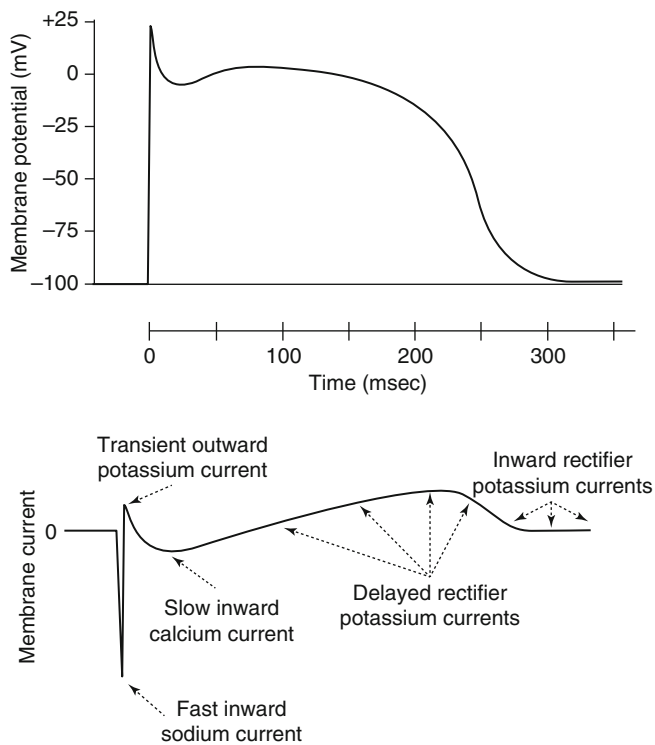 Membrane potential (mV)
+25
0
−25
−50
−75
−100
0
100
200
300
Time (msec)
Membrane current
0
Transient outward
potassium current
Slow inward
calcium current
Fast inward
sodium current
Delayed rectifier
potassium currents
Inward rectifier
potassium currents